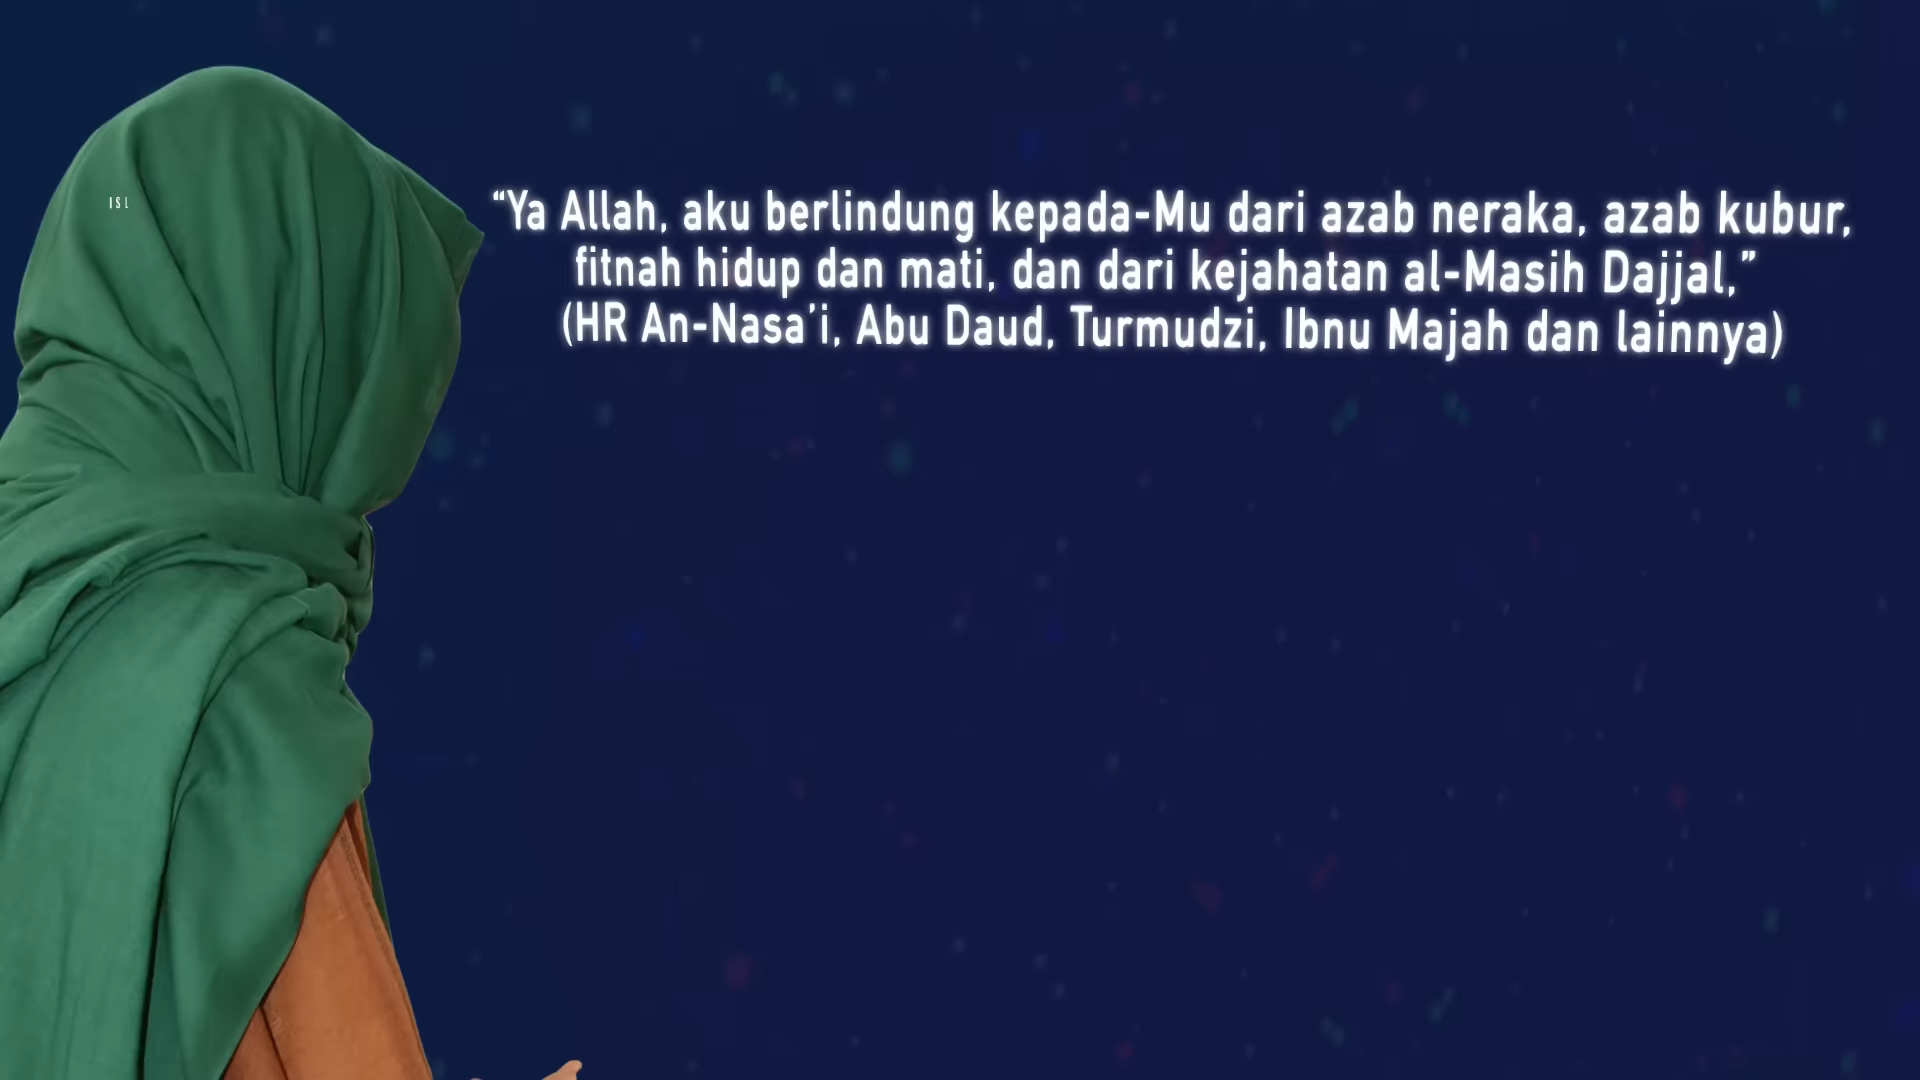 ISL
“Ya Allah, aku berlindung kepada-Mu dari azab neraka, azab kubur,
fitnah hidup dan mati, dan dari kejahatan al-Masih Dajjal,”
(HR An-Nasa’i, Abu Daud, Turmudzi, Ibnu Majah dan lainnya)